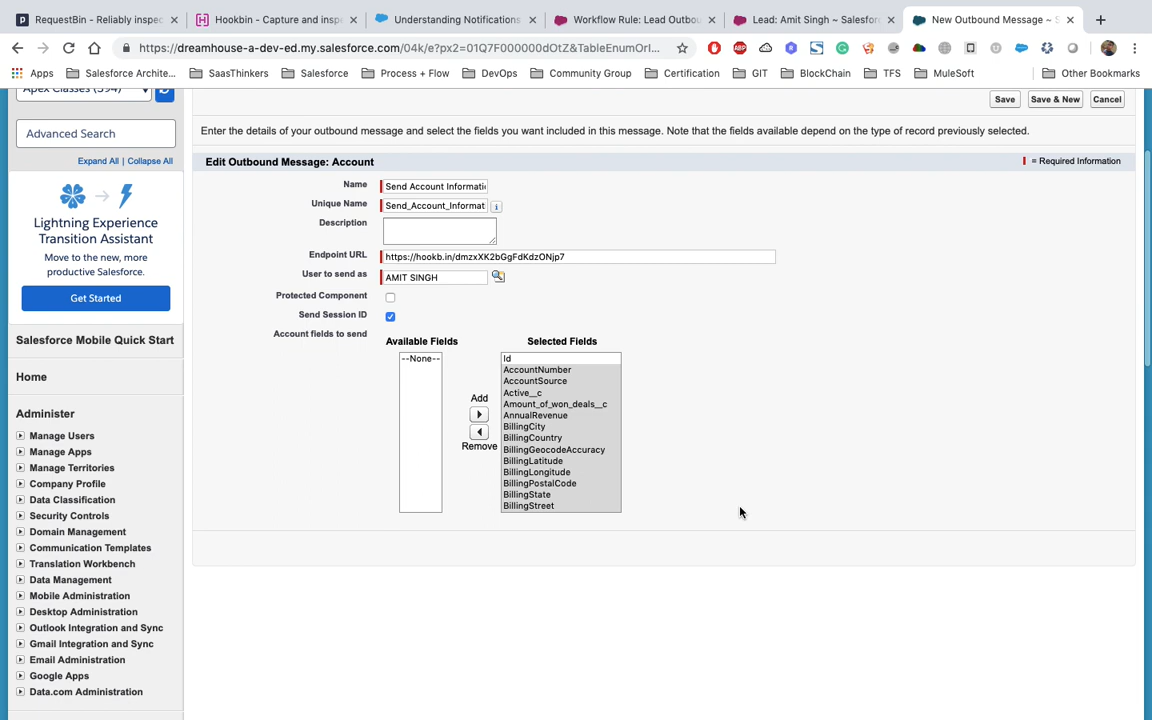 RequestBin - Reliably inspec
Hookbin - Capture and inspe
Understanding Notifications
Workflow Rule: Lead Outbou
Lead: Amit Singh ~ Salesfor
New Outbound Message ~ S
https://dreamhouse-a-dev-ed.my.salesforce.com/04k/e?px2=01Q7F000000dOtZ&TableEnumOrI...
Apps
Salesforce Archite...
SaasThinkers
Salesforce
Process + Flow
DevOps
Community Group
Certification
GIT
BlockChain
TFS
MuleSoft
Other Bookmarks
Apex Classes (394)
Advanced Search
Expand All | Collapse All
Lightning Experience
Transition Assistant
Move to the new, more
productive Salesforce.
Get Started
Salesforce Mobile Quick Start
Home
Administer
Manage Users
Manage Apps
Manage Territories
Company Profile
Data Classification
Security Controls
Domain Management
Communication Templates
Translation Workbench
Data Management
Mobile Administration
Desktop Administration
Outlook Integration and Sync
Gmail Integration and Sync
Email Administration
Google Apps
Data.com Administration
Save
Save & New
Cancel
Enter the details of your outbound message and select the fields you want included in this message. Note that the fields available depend on the type of record previously selected.
Edit Outbound Message: Account
= Required Information
Name
Send Account Informati
Unique Name
Send_Account_Informat
Description
Endpoint URL
https://hookb.in/dmzxXK2bGgFdKdzONjp7
User to send as
AMIT SINGH
Protected Component
Send Session ID
Account fields to send
Available Fields
Selected Fields
--None--
Add
Remove
Id
AccountNumber
AccountSource
Active__c
Amount_of_won_deals__c
AnnualRevenue
BillingCity
BillingCountry
BillingGeocodeAccuracy
BillingLatitude
BillingLongitude
BillingPostalCode
BillingState
BillingStreet